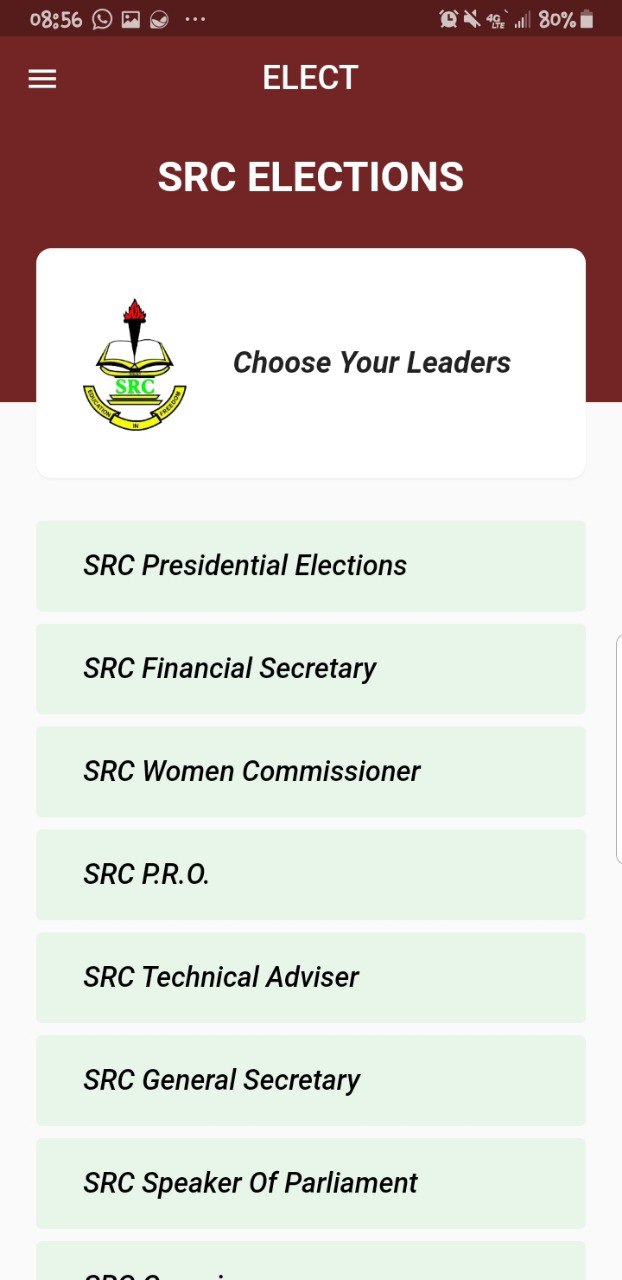 08:56
4G LTE
80%
ELECT
SRC ELECTIONS
SRC
EDUCATION IN FREEDOM
Choose Your Leaders
SRC Presidential Elections
SRC Financial Secretary
SRC Women Commissioner
SRC P.R.O.
SRC Technical Adviser
SRC General Secretary
SRC Speaker Of Parliament
SRC